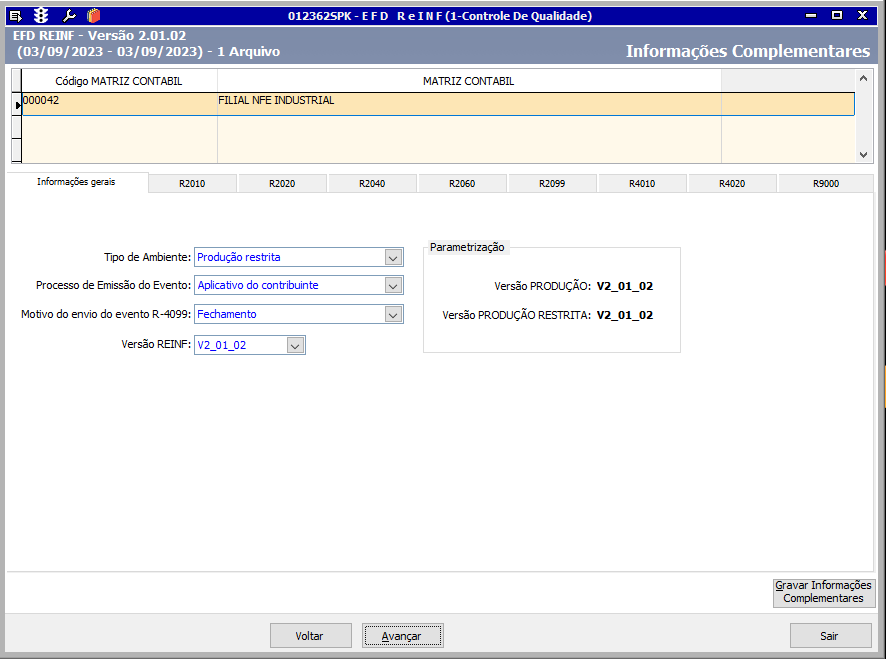 012362SPK - E F D   R e I N F (1-Controle De Qualidade)
EFD REINF - Versão 2.01.02
(03/09/2023 - 03/09/2023) - 1 Arquivo
Informações Complementares
Código MATRIZ CONTABIL
MATRIZ CONTABIL
000042
FILIAL NFE INDUSTRIAL
Informações gerais
R2010
R2020
R2040
R2060
R2099
R4010
R4020
R9000
Tipo de Ambiente: Produção restrita
Processo de Emissão do Evento: Aplicativo do contribuinte
Motivo do envio do evento R-4099: Fechamento
Versão REINF: V2_01_02
Parametrização
Versão PRODUÇÃO: V2_01_02
Versão PRODUÇÃO RESTRITA: V2_01_02
Gravar Informações
Complementares
Voltar
Avançar
Sair